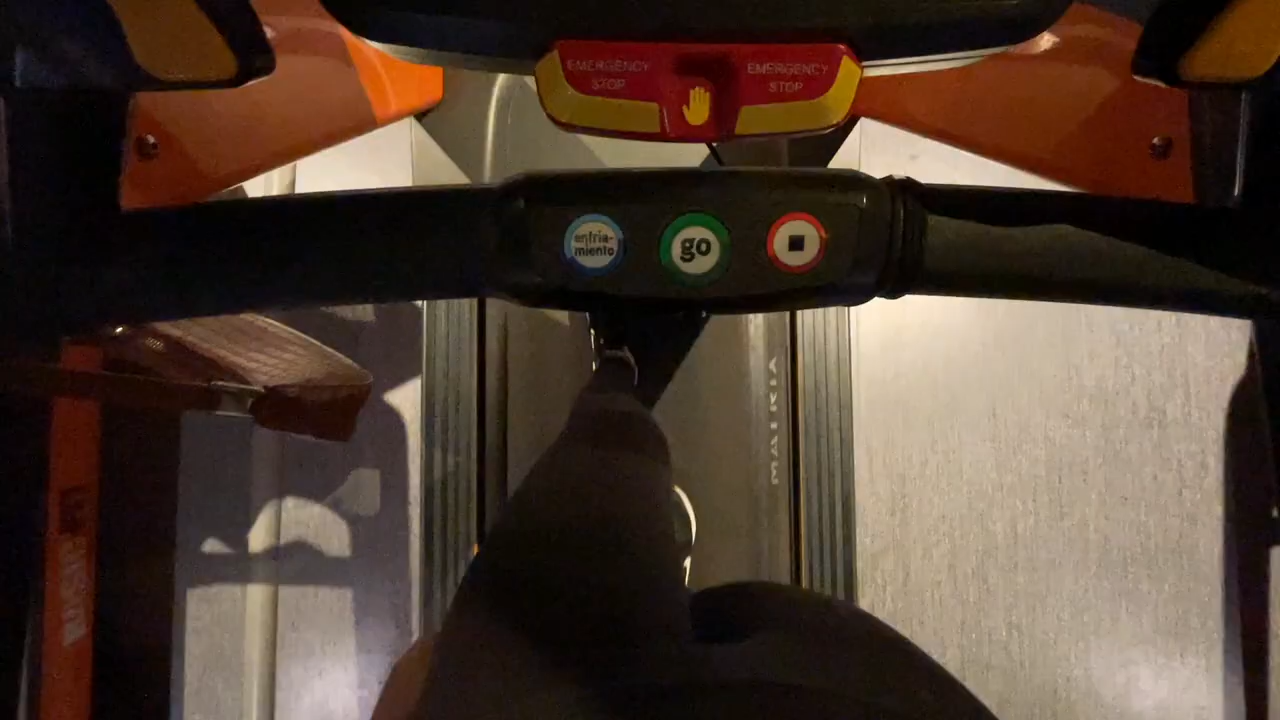 EMERGENCY
STOP
EMERGENCY
STOP
enfria-
miento
go
MATRIX